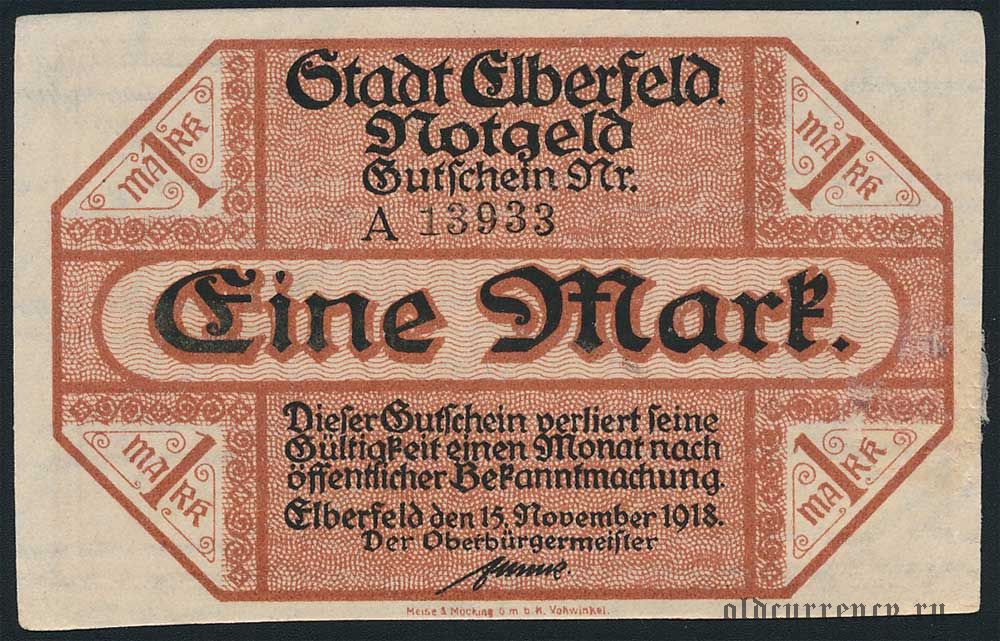 Stadt Elberfeld.
Notgeld
Gutschein Nr.
A 13933
1 MARK
1 MARK
Eine Mark.
Dieser Gutschein verliert seine
Gültigkeit einen Monat nach
öffentlicher Bekanntmachung.
Elberfeld den 15. November 1918.
Der Oberbürgermeister
1 MARK
1 MARK
Meise & Möcking G m b. H. Vohwinkel.
oldcurrency.ru